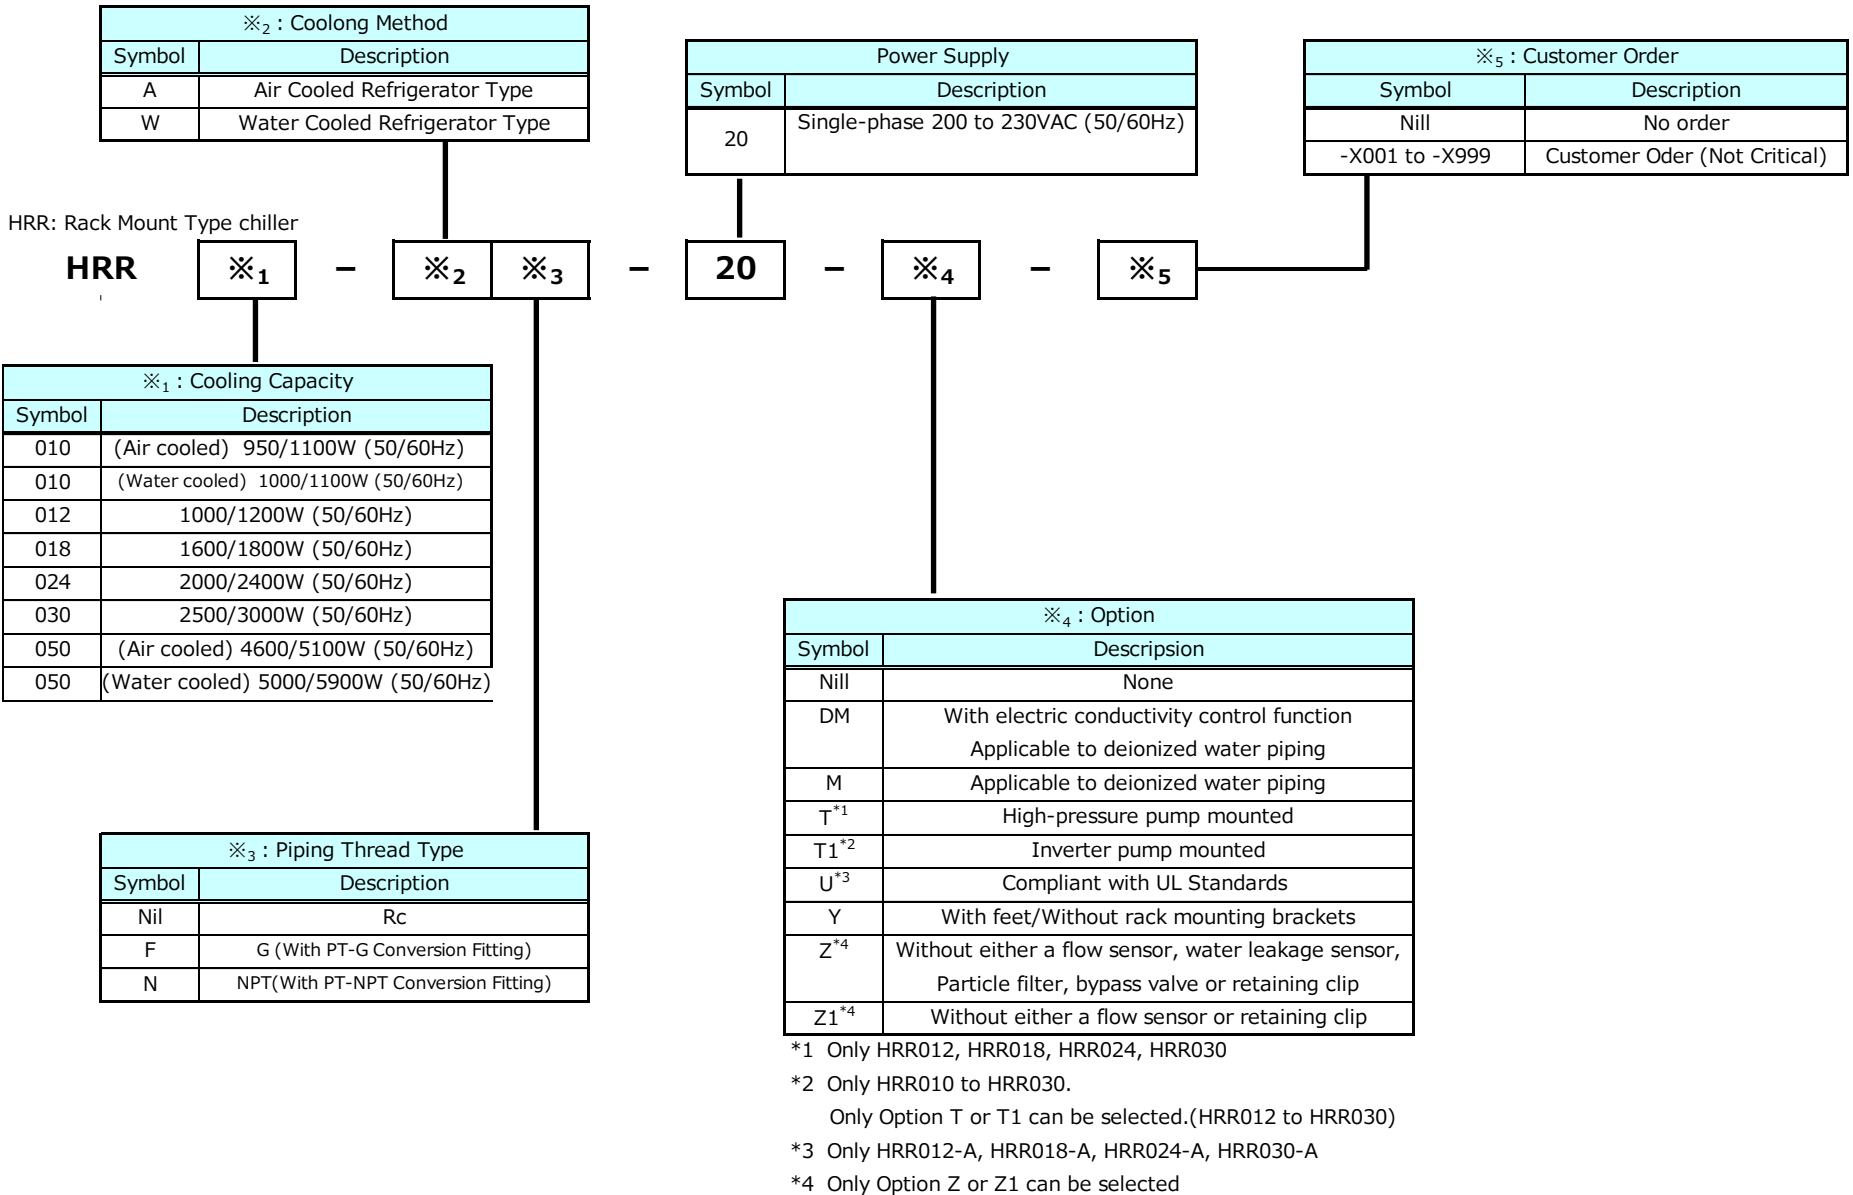 ※2 : Coolong Method
Symbol Description
A Air Cooled Refrigerator Type
W Water Cooled Refrigerator Type
Power Supply
Symbol Description
20 Single-phase 200 to 230VAC (50/60Hz)
※5 : Customer Order
Symbol Description
Nill No order
-X001 to -X999 Customer Oder (Not Critical)
HRR: Rack Mount Type chiller
HRR ※1 – ※2 ※3 – 20 – ※4 – ※5
※1 : Cooling Capacity
Symbol Description
010 (Air cooled) 950/1100W (50/60Hz)
010 (Water cooled) 1000/1100W (50/60Hz)
012 1000/1200W (50/60Hz)
018 1600/1800W (50/60Hz)
024 2000/2400W (50/60Hz)
030 2500/3000W (50/60Hz)
050 (Air cooled) 4600/5100W (50/60Hz)
050 (Water cooled) 5000/5900W (50/60Hz)
※3 : Piping Thread Type
Symbol Description
Nil Rc
F G (With PT-G Conversion Fitting)
N NPT(With PT-NPT Conversion Fitting)
※4 : Option
Symbol Descripsion
Nill None
DM With electric conductivity control function
Applicable to deionized water piping
M Applicable to deionized water piping
T*1 High-pressure pump mounted
T1*2 Inverter pump mounted
U*3 Compliant with UL Standards
Y With feet/Without rack mounting brackets
Z*4 Without either a flow sensor, water leakage sensor,
Particle filter, bypass valve or retaining clip
Z1*4 Without either a flow sensor or retaining clip
*1 Only HRR012, HRR018, HRR024, HRR030
*2 Only HRR010 to HRR030.
Only Option T or T1 can be selected.(HRR012 to HRR030)
*3 Only HRR012-A, HRR018-A, HRR024-A, HRR030-A
*4 Only Option Z or Z1 can be selected